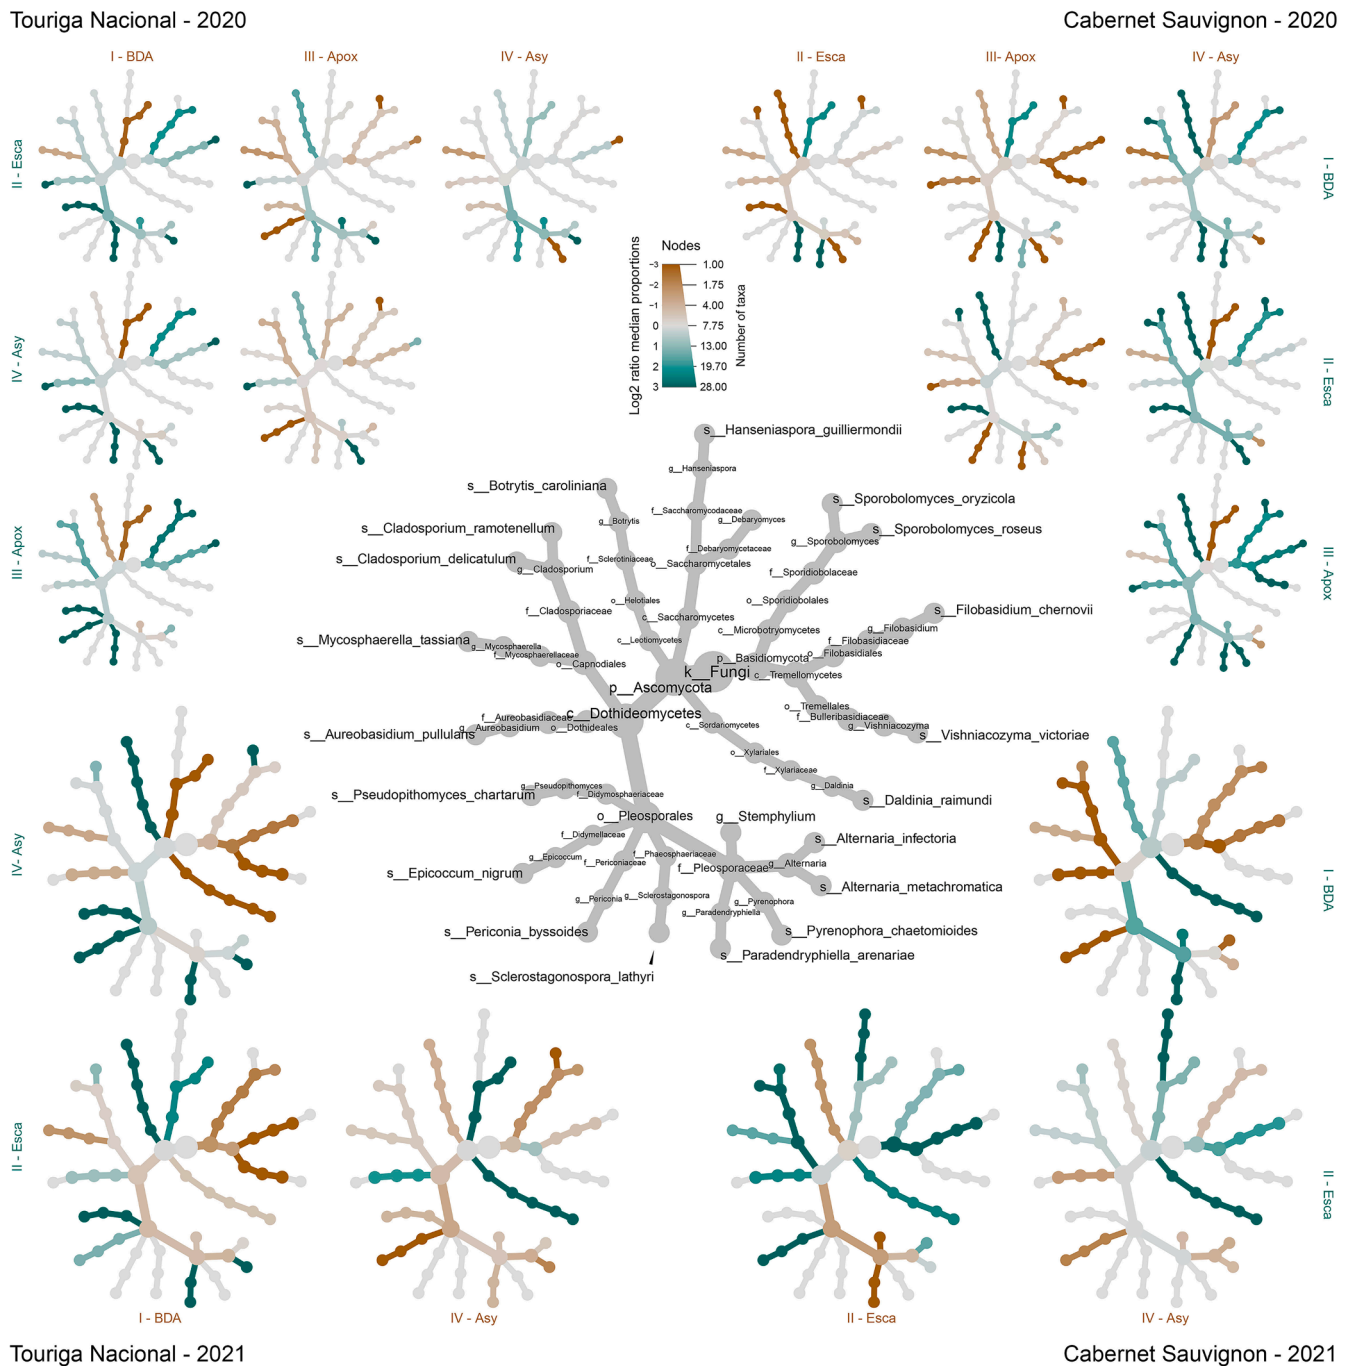 Touriga Nacional - 2020
Cabernet Sauvignon - 2020
I - BDA
III - Apox
IV - Asy
II - Esca
III- Apox
IV - Asy
II - Esca
I - BDA
Nodes
Log2 ratio median proportions
Number of taxa
−3 1.00
−2 1.75
−1 4.00
0 7.75
1 13.00
2 19.70
3 28.00
IV - Asy
II - Esca
III - Apox
III - Apox
s__Hanseniaspora_guilliermondii
g__Hanseniaspora
s__Botrytis_caroliniana
g__Botrytis
f__Saccharomycodaceae
g__Debaryomyces
s__Sporobolomyces_oryzicola
s__Cladosporium_ramotenellum
s__Sporobolomyces_roseus
g__Sporobolomyces
f__Debaryomycetaceae
s__Cladosporium_delicatulum
f__Sclerotiniaceae
o__Saccharomycetales
g__Cladosporium
f__Sporidiobolaceae
o__Helotiales
o__Sporidiobolales
f__Cladosporiaceae
s__Filobasidium_chernovii
c__Saccharomycetes
g__Filobasidium
c__Microbotryomycetes
s__Mycosphaerella_tassiana
c__Leotiomycetes
f__Filobasidiaceae
g__Mycosphaerella
f__Mycosphaerellaceae
o__Filobasidiales
p__Basidiomycota
o__Capnodiales
k__Fungi
c__Tremellomycetes
p__Ascomycota
o__Tremellales
c__Dothideomycetes
f__Aureobasidiaceae
f__Bulleribasidiaceae
g__Aureobasidium
o__Dothideales
c__Sordariomycetes
g__Vishniacozyma
s__Aureobasidium_pullulans
s__Vishniacozyma_victoriae
o__Xylariales
f__Xylariaceae
g__Pseudopithomyces
g__Daldinia
s__Pseudopithomyces_chartarum
f__Didymosphaeriaceae
s__Daldinia_raimundi
o__Pleosporales
g__Stemphylium
f__Didymellaceae
s__Alternaria_infectoria
g__Epicoccum
f__Periconiaceae
f__Phaeosphaeriaceae
f__Pleosporaceae
g__Alternaria
s__Epicoccum_nigrum
s__Alternaria_metachromatica
g__Periconia
g__Sclerostagonospora
g__Pyrenophora
g__Paradendryphiella
s__Periconia_byssoides
s__Pyrenophora_chaetomioides
s__Paradendryphiella_arenariae
s__Sclerostagonospora_lathyri
IV- Asy
I - BDA
II - Esca
II - Esca
I - BDA
IV - Asy
II - Esca
IV - Asy
Touriga Nacional - 2021
Cabernet Sauvignon - 2021